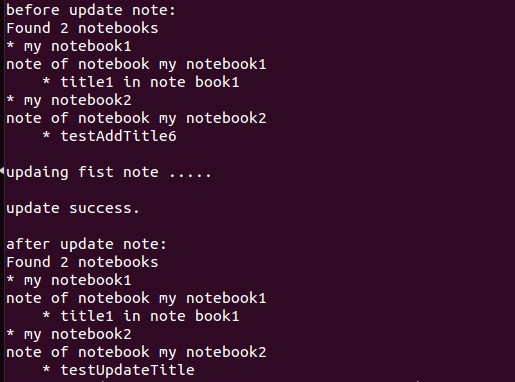 before update note:
Found 2 notebooks
* my notebook1
note of notebook my notebook1
    * title1 in note book1
* my notebook2
note of notebook my notebook2
    * testAddTitle6
updaing fist note .....
update success.
after update note:
Found 2 notebooks
* my notebook1
note of notebook my notebook1
    * title1 in note book1
* my notebook2
note of notebook my notebook2
    * testUpdateTitle